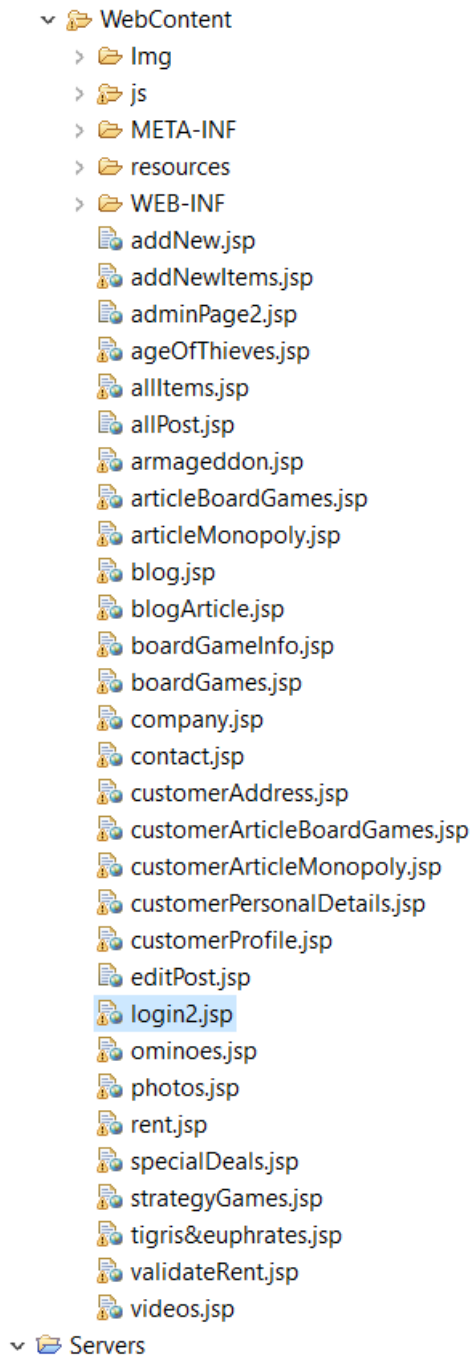 WebContent
Img
js
META-INF
resources
WEB-INF
addNew.jsp
addNewItems.jsp
adminPage2.jsp
ageOfThieves.jsp
allItems.jsp
allPost.jsp
armageddon.jsp
articleBoardGames.jsp
articleMonopoly.jsp
blog.jsp
blogArticle.jsp
boardGameInfo.jsp
boardGames.jsp
company.jsp
contact.jsp
customerAddress.jsp
customerArticleBoardGames.jsp
customerArticleMonopoly.jsp
customerPersonalDetails.jsp
customerProfile.jsp
editPost.jsp
login2.jsp
ominoes.jsp
photos.jsp
rent.jsp
specialDeals.jsp
strategyGames.jsp
tigris&euphrates.jsp
validateRent.jsp
videos.jsp
Servers